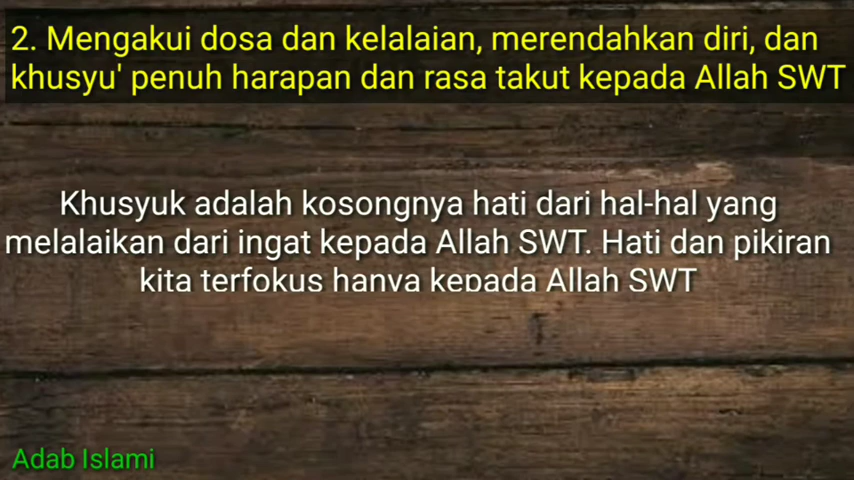 2. Mengakui dosa dan kelalaian, merendahkan diri, dan
khusyu' penuh harapan dan rasa takut kepada Allah SWT
Khusyuk adalah kosongnya hati dari hal-hal yang
melalaikan dari ingat kepada Allah SWT. Hati dan pikiran
kita terfokus hanya kepada Allah SWT
Adab Islami